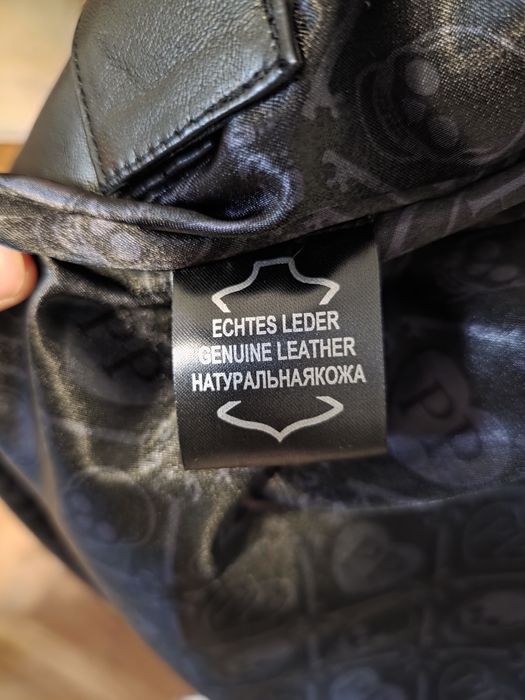 ECHTES LEDER
GENUINE LEATHER
НАТУРАЛЬНАЯКОЖА